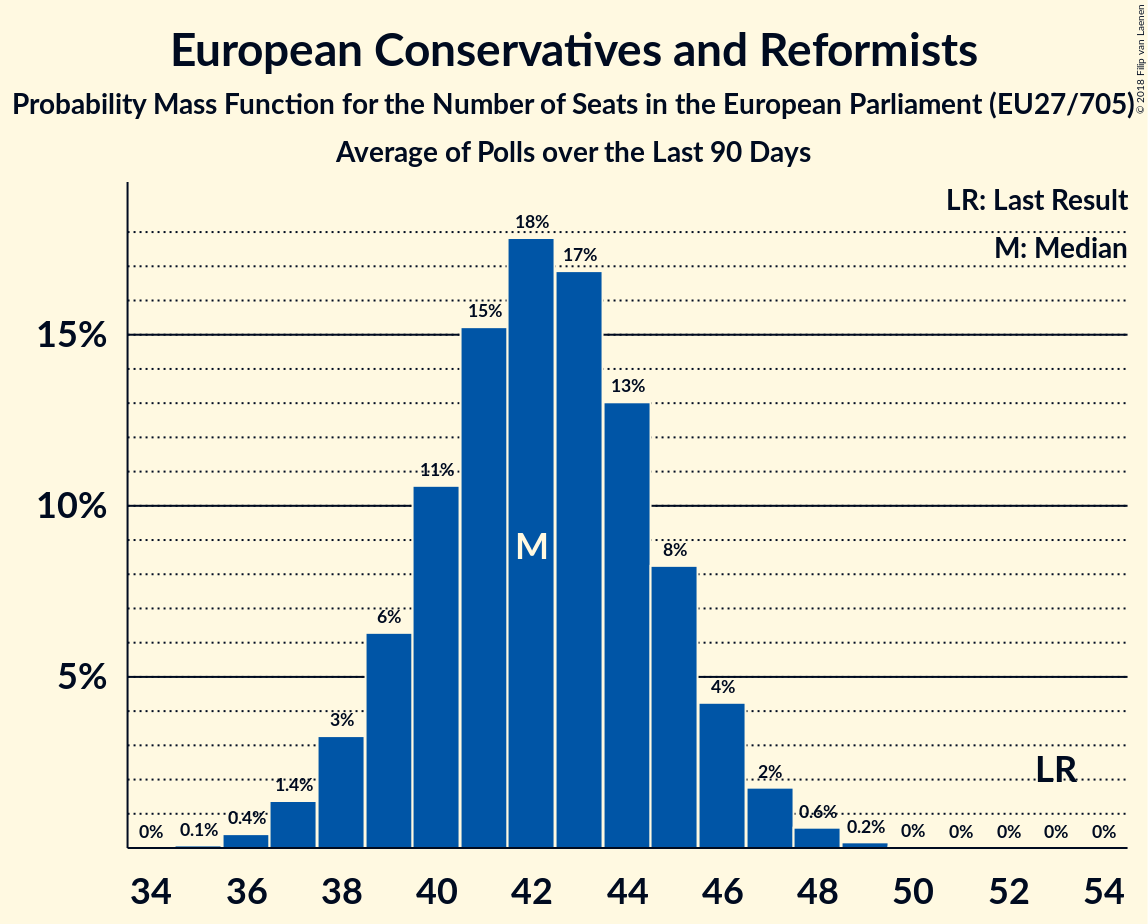 European Conservatives and Reformists
Probability Mass Function for the Number of Seats in the European Parliament (EU27/705)
Average of Polls over the Last 90 Days
© 2018 Filip van Laenen
LR: Last Result
M: Median
15%
10%
5%
0%
0.1%
0.4%
1.4%
3%
6%
11%
15%
18%
17%
13%
8%
4%
2%
0.6%
0.2%
0%
0%
0%
0%
0%
M
LR
34 36 38 40 42 44 46 48 50 52 54